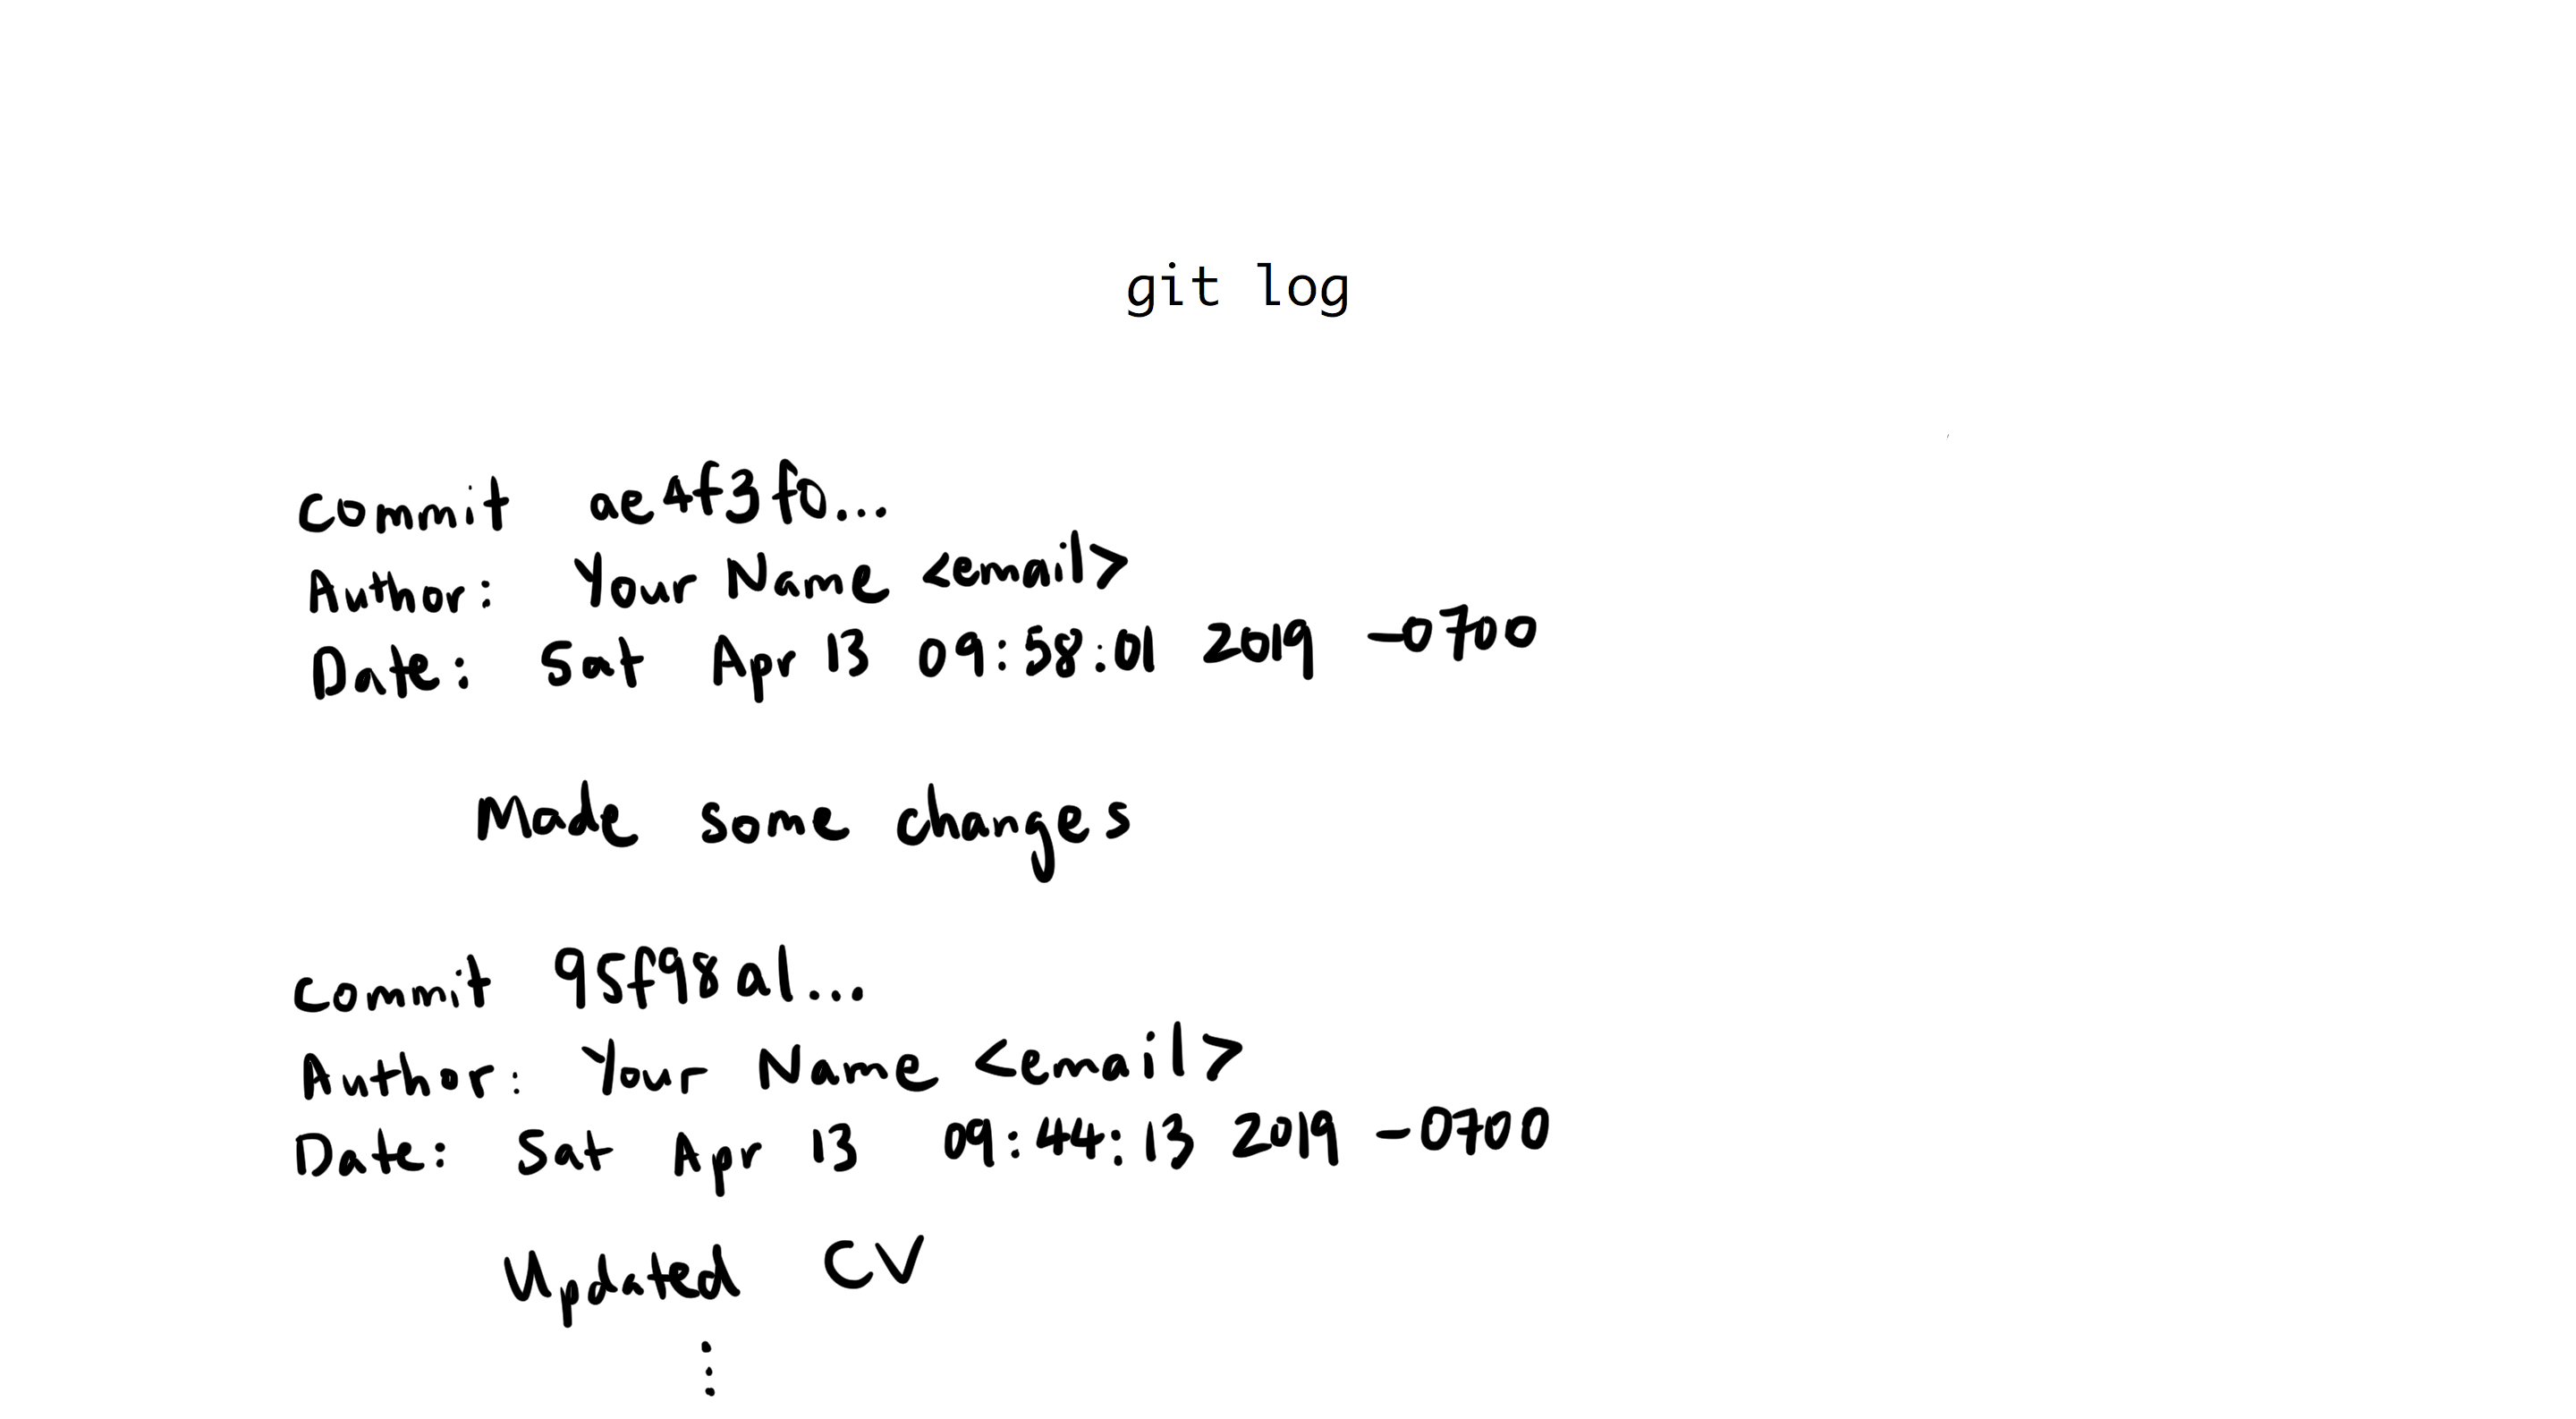 git log
commit ae4f3f0...
Author: Your Name <email>
Date: Sat Apr 13 09:58:01 2019 -0700
Made some changes
commit 95f98a1...
Author: Your Name <email>
Date: Sat Apr 13 09:44:13 2019 -0700
Updated CV
⋮